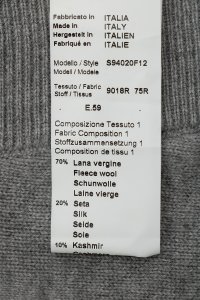 Fabbricato in ITALIA
Made in ITALY
Hergestelt in ITALIEN
Fabriqué en ITALIE
Modello / Style S94020F12
Modell / Modele
Tessuto / Fabric 9018R 75R
Stoff / Tissus
E.59
Composizione Tessuto 1
Fabric Composition 1
Stoffzusammensetzung 1
Composition de tissu 1
70% Lana vergine
Fleece wool
Schunwolle
Laine vierge
20% Seta
Silk
Seide
Soie
10% Kashmir